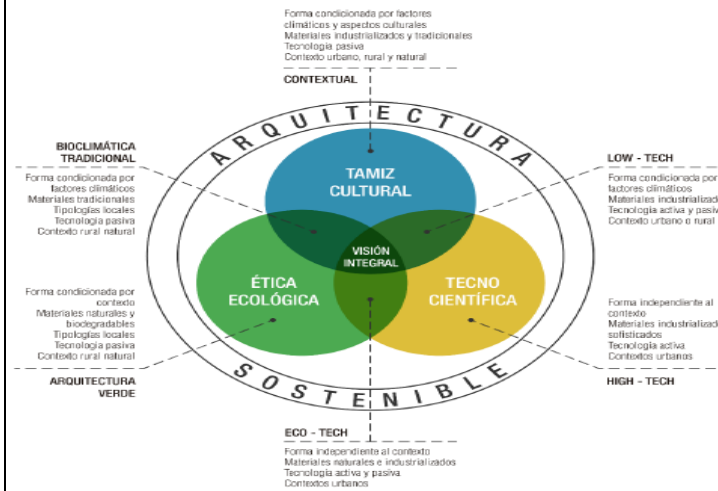 Forma condicionada por factores
climáticos y aspectos culturales
Materiales industrializados y tradicionales
Tecnología pasiva
Contexto urbano, rural y natural
CONTEXTUAL
ARQUITECTURA
BIOCLIMÁTICA
TRADICIONAL
Forma condicionada por
factores climáticos
Materiales tradicionales
Tipologías locales
Tecnología pasiva
Contexto rural natural
LOW - TECH
Forma condicionada por
factores climáticos
Materiales industrializado
Tecnología activa y pasiv
Contexto urbano o rural
TAMIZ
CULTURAL
VISIÓN
INTEGRAL
ÉTICA
ECOLÓGICA
TECNO
CIENTÍFICA
Forma condicionada por
contexto
Materiales naturales y
biodegradables
Tipologías locales
Tecnología pasiva
Contexto rural natural
ARQUITECTURA
VERDE
Forma independiente al
contexto
Materiales industrializado
sofisticados
Tecnología activa
Contextos urbanos
HIGH - TECH
SOSTENIBLE
ECO - TECH
Forma independiente al contexto
Materiales naturales e industrializados
Tecnología activa y pasiva
Contextos urbanos